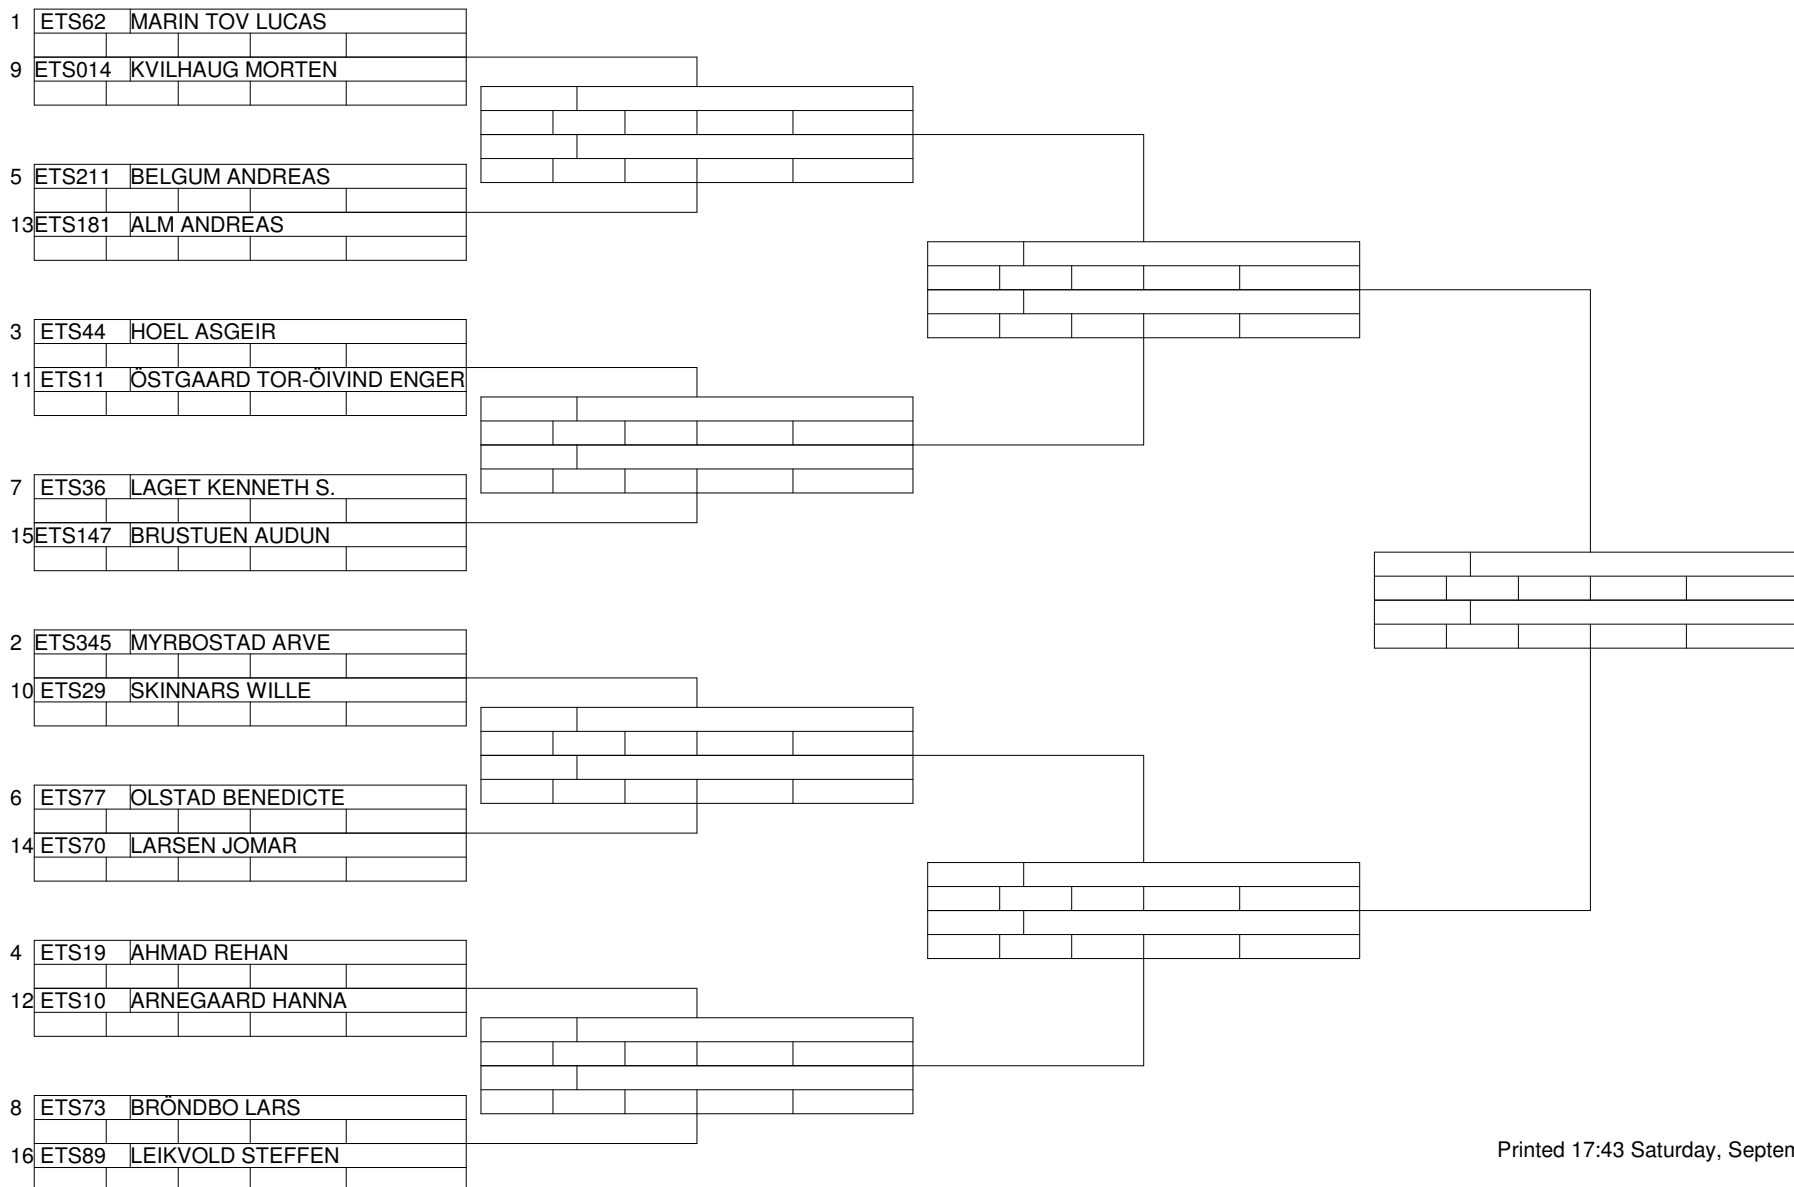 1 ETS62 MARIN TOV LUCAS
9 ETS014 KVILHAUG MORTEN
5 ETS211 BELGUM ANDREAS
13 ETS181 ALM ANDREAS
3 ETS44 HOEL ASGEIR
11 ETS11 ÖSTGAARD TOR-ÖIVIND ENGER
7 ETS36 LAGET KENNETH S.
15 ETS147 BRUSTUEN AUDUN
2 ETS345 MYRBOSTAD ARVE
10 ETS29 SKINNARS WILLE
6 ETS77 OLSTAD BENEDICTE
14 ETS70 LARSEN JOMAR
4 ETS19 AHMAD REHAN
12 ETS10 ARNEGAARD HANNA
8 ETS73 BRÖNDBO LARS
16 ETS89 LEIKVOLD STEFFEN
Printed 17:43 Saturday,